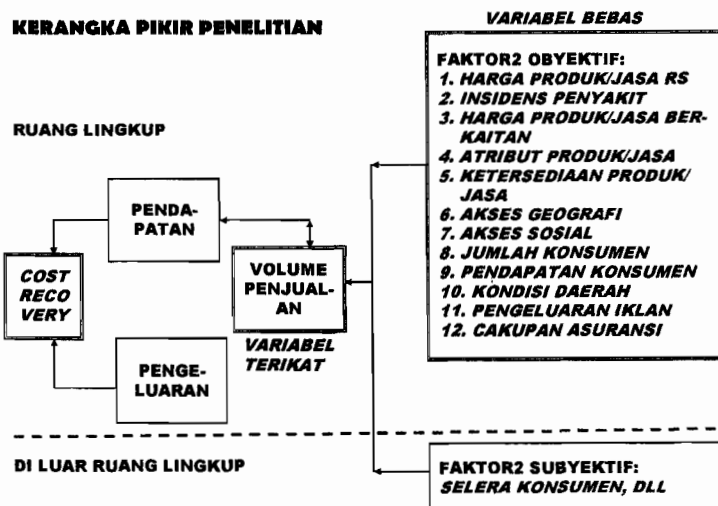 VARIABEL BEBAS
KERANGKA PIKIR PENELITIAN
FAKTOR2 OBYEKTIF:
1. HARGA PRODUK/JASA RS
2. INSIDENS PENYAKIT
3. HARGA PRODUK/JASA BER-
KAITAN
4. ATRIBUT PRODUK/JASA
5. KETERSEDIAAN PRODUK/
JASA
6. AKSES GEOGRAFI
7. AKSES SOSIAL
8. JUMLAH KONSUMEN
9. PENDAPATAN KONSUMEN
10. KONDISI DAERAH
11. PENGELUARAN IKLAN
12. CAKUPAN ASURANSI
RUANG LINGKUP
PENDA-
PATAN
COST
RECO
VERY
VOLUME
PENJUAL-
AN
VARIABEL
TERIKAT
PENGE-
LUARAN
DI LUAR RUANG LINGKUP
FAKTOR2 SUBYEKTIF:
SELERA KONSUMEN, DLL